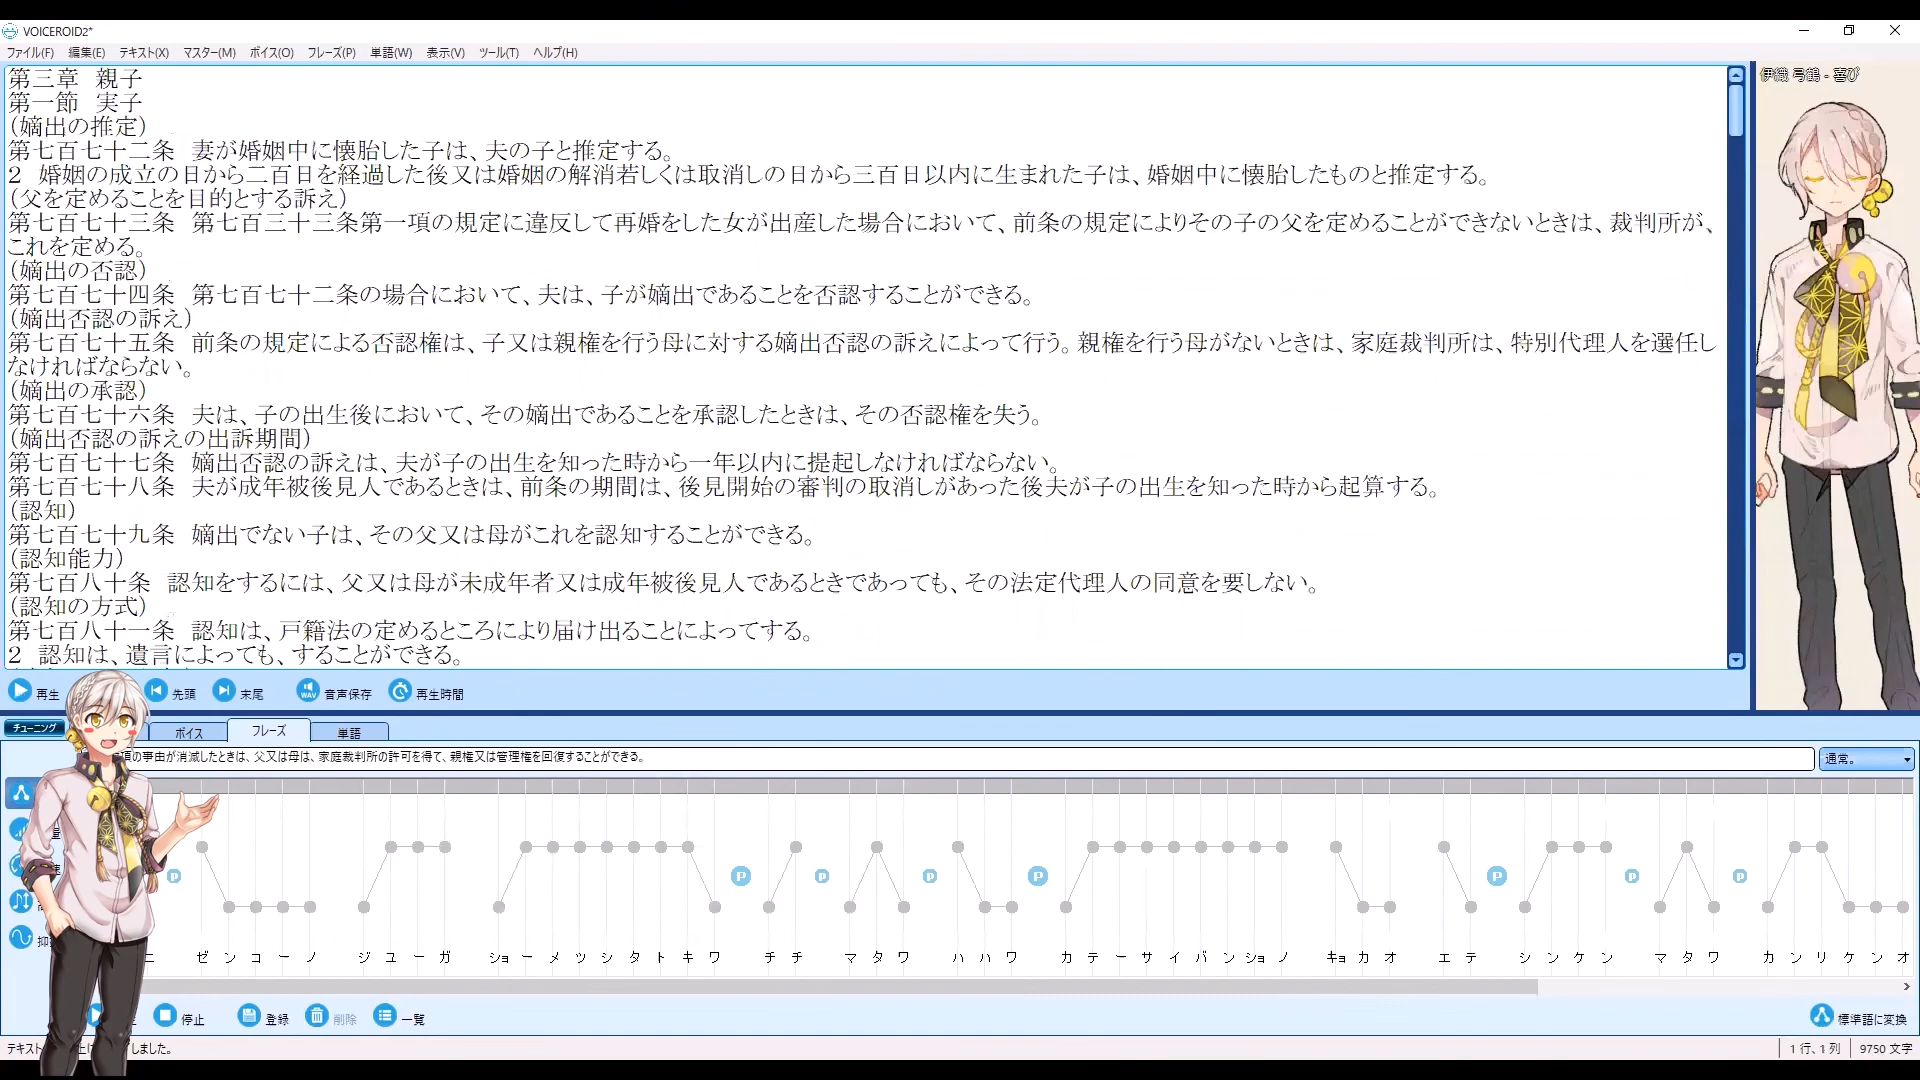 VOICEROID2*
ファイル(F) 編集(E) テキスト(X) マスター(M) ボイス(O) フレーズ(P) 単語(W) 表示(V) ツール(T) ヘルプ(H)
第三章　親子
第一節　実子
(嫡出の推定)
第七百七十二条　妻が婚姻中に懐胎した子は、夫の子と推定する。
2　婚姻の成立の日から二百日を経過した後又は婚姻の解消若しくは取消しの日から三百日以内に生まれた子は、婚姻中に懐胎したものと推定する。
(父を定めることを目的とする訴え)
第七百七十三条　第七百三十三条第一項の規定に違反して再婚をした女が出産した場合において、前条の規定によりその子の父を定めることができないときは、裁判所が、
これを定める。
(嫡出の否認)
第七百七十四条　第七百七十二条の場合において、夫は、子が嫡出であることを否認することができる。
(嫡出否認の訴え)
第七百七十五条　前条の規定による否認権は、子又は親権を行う母に対する嫡出否認の訴えによって行う。親権を行う母がないときは、家庭裁判所は、特別代理人を選任し
なければならない。
(嫡出の承認)
第七百七十六条　夫は、子の出生後において、その嫡出であることを承認したときは、その否認権を失う。
(嫡出否認の訴えの出訴期間)
第七百七十七条　嫡出否認の訴えは、夫が子の出生を知った時から一年以内に提起しなければならない。
第七百七十八条　夫が成年被後見人であるときは、前条の期間は、後見開始の審判の取消しがあった後夫が子の出生を知った時から起算する。
(認知)
第七百七十九条　嫡出でない子は、その父又は母がこれを認知することができる。
(認知能力)
第七百八十条　認知をするには、父又は母が未成年者又は成年被後見人であるときであっても、その法定代理人の同意を要しない。
(認知の方式)
第七百八十一条　認知は、戸籍法の定めるところにより届け出ることによってする。
2　認知は、遺言によっても、することができる。
伊織 弓鶴 - 喜び
再生 先頭 末尾 WAV 音声保存 再生時間
チューニング ボイス フレーズ 単語
項の事由が消滅したときは、父又は母は、家庭裁判所の許可を得て、親権又は管理権を回復することができる。
通常。
P P P P P P P P
抑
ニ ゼ ン コ ー ノ ジ ユ ー ガ ショ ー メ ッ シ タ ト キ ワ チ チ マ タ ワ ハ ハ ワ カ テ ー サ イ バ ン ショ ノ キョ カ オ エ テ シ ン ケ ン マ タ ワ カ ン リ ケ ン オ
停止 登録 削除 一覧 標準語に変換
テキスト しました。
1 行、1 列 9750 文字